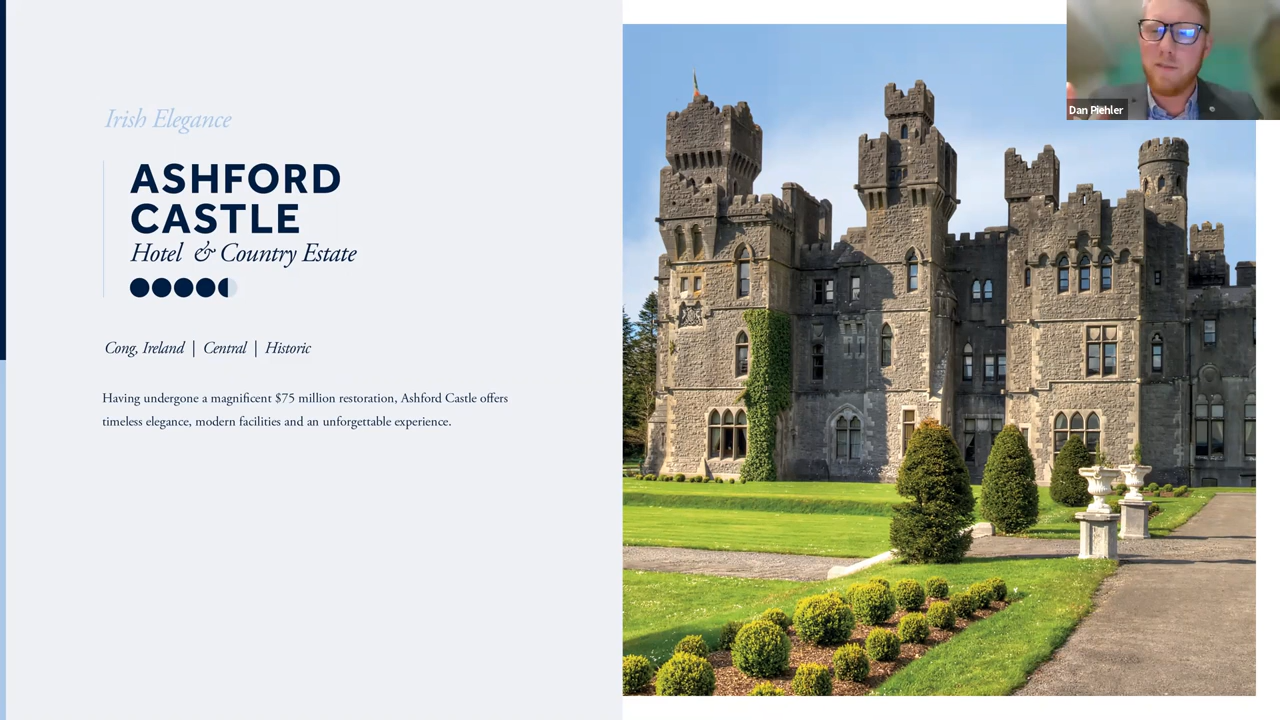 Irish Elegance
ASHFORD
CASTLE
Hotel & Country Estate
Cong, Ireland | Central | Historic
Having undergone a magnificent $75 million restoration, Ashford Castle offers
timeless elegance, modern facilities and an unforgettable experience.
Dan Piehler